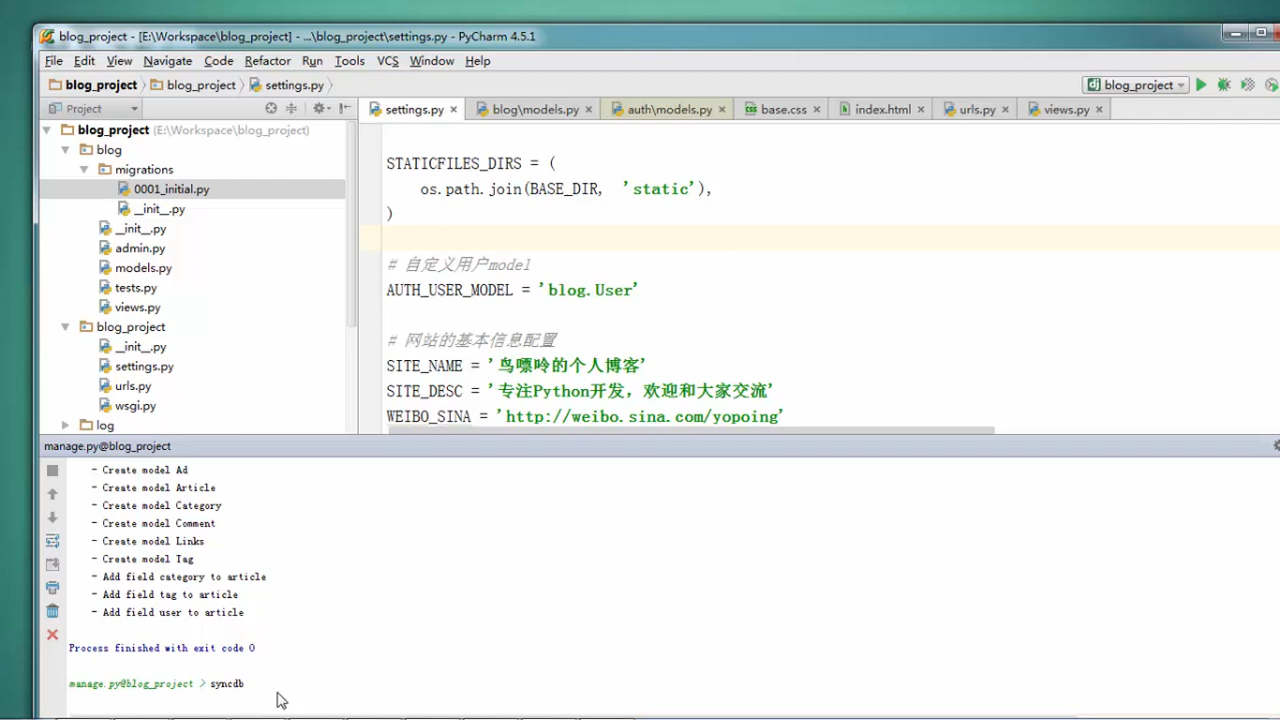 blog_project - [E:\Workspace\blog_project] - ...\blog_project\settings.py - PyCharm 4.5.1
File Edit View Navigate Code Refactor Run Tools VCS Window Help
blog_project blog_project settings.py blog_project
Project settings.py blog\models.py auth\models.py base.css index.html urls.py views.py
blog_project (E:\Workspace\blog_project)
blog
migrations
0001_initial.py
__init__.py
__init__.py
admin.py
models.py
tests.py
views.py
blog_project
__init__.py
settings.py
urls.py
wsgi.py
log
STATICFILES_DIRS = (
os.path.join(BASE_DIR, 'static'),
)
# 自定义用户model
AUTH_USER_MODEL = 'blog.User'
# 网站的基本信息配置
SITE_NAME = '鸟嘌呤的个人博客'
SITE_DESC = '专注Python开发，欢迎和大家交流'
WEIBO_SINA = 'http://weibo.sina.com/yopoing'
manage.py@blog_project
- Create model Ad
- Create model Article
- Create model Category
- Create model Comment
- Create model Links
- Create model Tag
- Add field category to article
- Add field tag to article
- Add field user to article
Process finished with exit code 0
manage.py@blog_project > syncdb